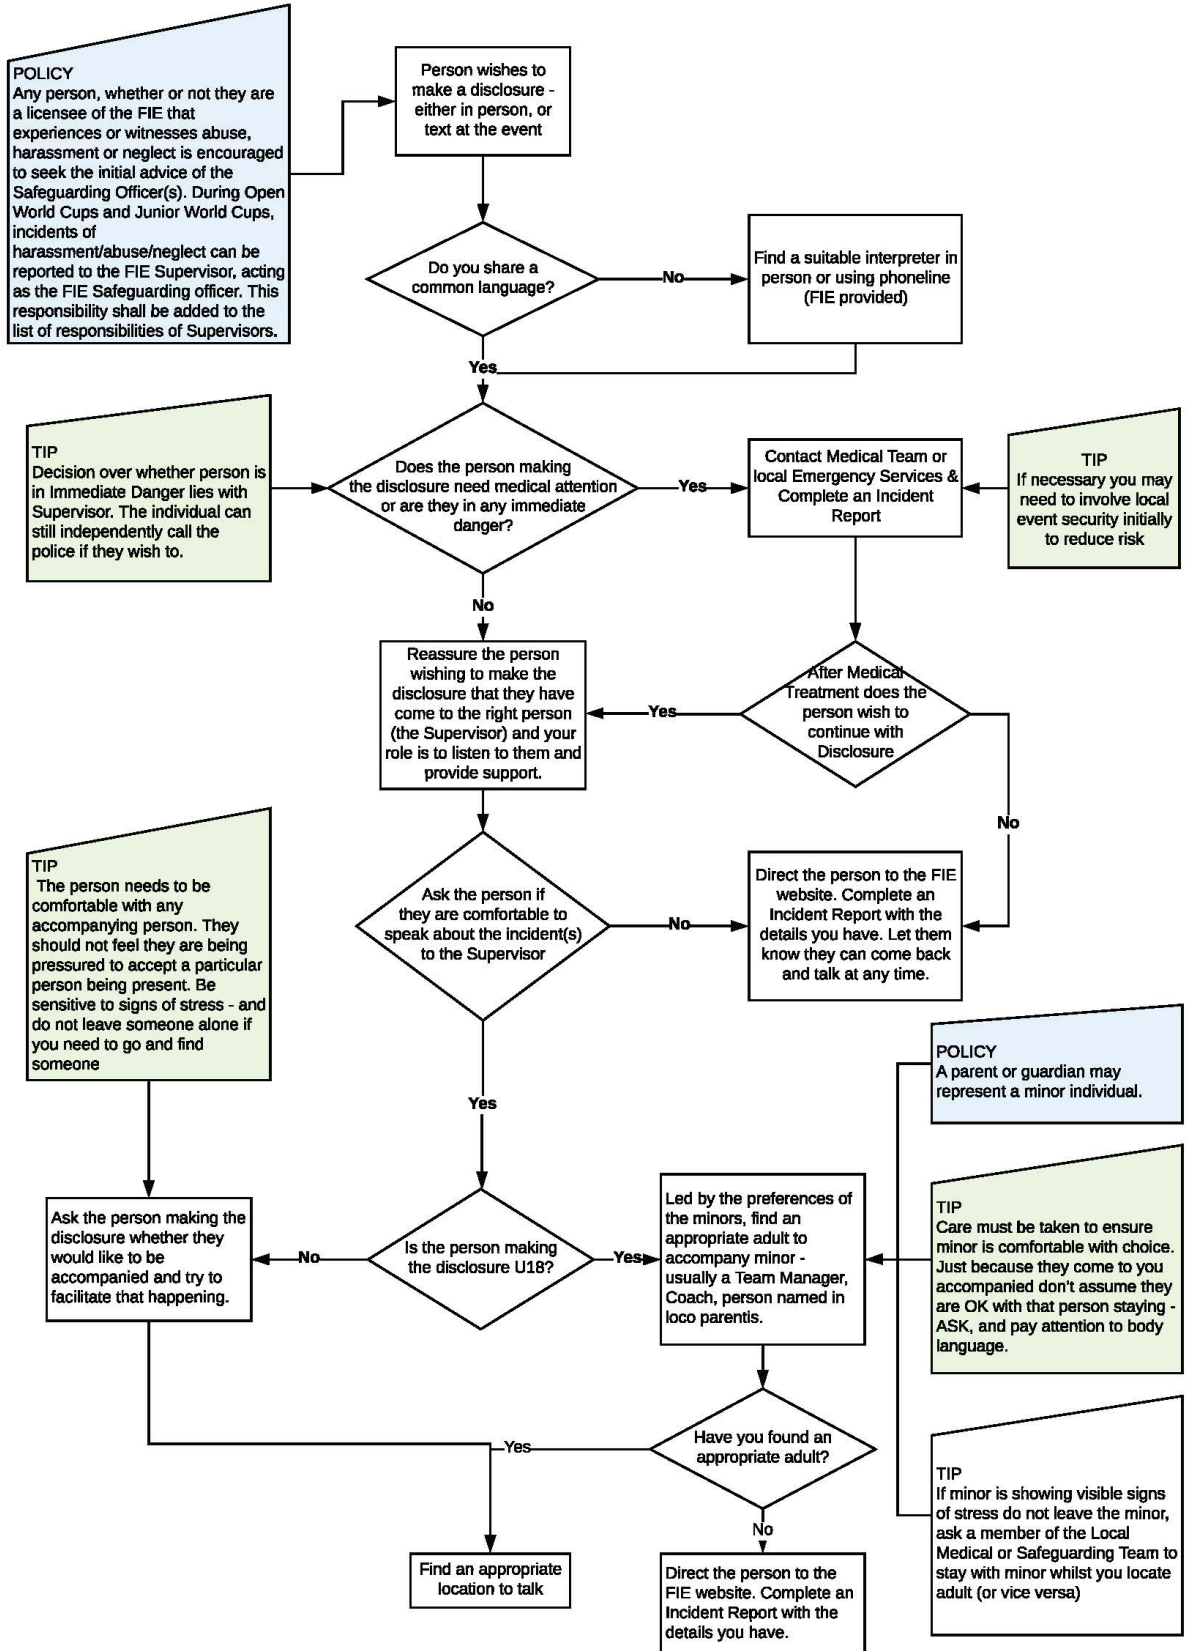 POLICY
Any person, whether or not they are
a licensee of the FIE that
experiences or witnesses abuse,
harassment or neglect is encouraged
to seek the initial advice of the
Safeguarding Officer(s). During Open
World Cups and Junior World Cups,
incidents of
harassment/abuse/neglect can be
reported to the FIE Supervisor, acting
as the FIE Safeguarding officer. This
responsibility shall be added to the
list of responsibilities of Supervisors.
Person wishes to
make a disclosure -
either in person, or
text at the event
Do you share a
common language?
No
Find a suitable interpreter in
person or using phoneline
(FIE provided)
Yes
TIP
Decision over whether person is
in Immediate Danger lies with
Supervisor. The individual can
still independently call the
police if they wish to.
Does the person making
the disclosure need medical attention
or are they in any immediate
danger?
Yes
Contact Medical Team or
local Emergency Services &
Complete an Incident
Report
TIP
If necessary you may
need to involve local
event security initially
to reduce risk
No
Reassure the person
wishing to make the
disclosure that they have
come to the right person
(the Supervisor) and your
role is to listen to them and
provide support.
Yes
After Medical
Treatment does the
person wish to
continue with
Disclosure
No
TIP
The person needs to be
comfortable with any
accompanying person. They
should not feel they are being
pressured to accept a particular
person being present. Be
sensitive to signs of stress - and
do not leave someone alone if
you need to go and find
someone
Ask the person if
they are comfortable to
speak about the incident(s)
to the Supervisor
No
Direct the person to the FIE
website. Complete an
Incident Report with the
details you have. Let them
know they can come back
and talk at any time.
Yes
POLICY
A parent or guardian may
represent a minor individual.
Ask the person making the
disclosure whether they
would like to be
accompanied and try to
facilitate that happening.
No
Is the person making
the disclosure U18?
Yes
Led by the preferences of
the minors, find an
appropriate adult to
accompany minor -
usually a Team Manager,
Coach, person named in
loco parentis.
TIP
Care must be taken to ensure
minor is comfortable with choice.
Just because they come to you
accompanied don't assume they
are OK with that person staying -
ASK, and pay attention to body
language.
Yes
Have you found an
appropriate adult?
No
TIP
If minor is showing visible signs
of stress do not leave the minor,
ask a member of the Local
Medical or Safeguarding Team to
stay with minor whilst you locate
adult (or vice versa)
Find an appropriate
location to talk
Direct the person to the
FIE website. Complete an
Incident Report with the
details you have.